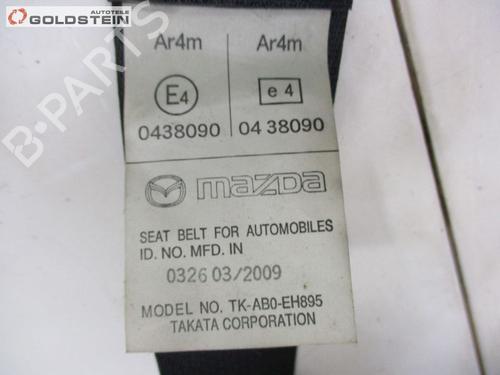 AUTOTEILE
GOLDSTEIN
Ar4m Ar4m
E4 e 4
0438090 04 38090
mazda
SEAT BELT FOR AUTOMOBILES
ID. NO. MFD. IN
0326 03/2009
MODEL NO. TK-AB0-EH895
TAKATA CORPORATION